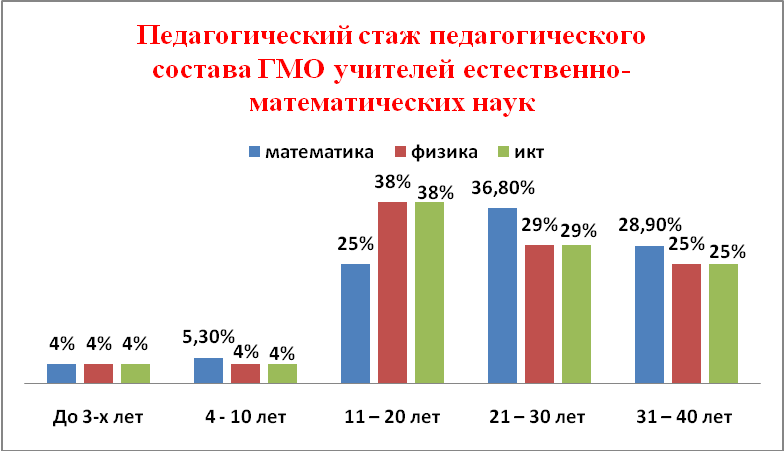 Педагогический стаж педагогического
состава ГМО учителей естественно-
математических наук
математика физика икт
4% 4% 4%
5,30% 4% 4%
25% 38% 38%
36,80% 29% 29%
28,90% 25% 25%
До 3-х лет 4 - 10 лет 11 – 20 лет 21 – 30 лет 31 – 40 лет